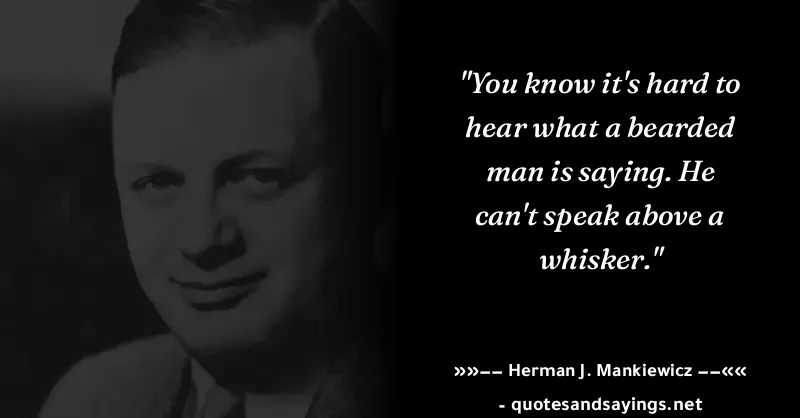 "You know it's hard to
hear what a bearded
man is saying. He
can't speak above a
whisker."
»»−− Herman J. Mankiewicz −−««
- quotesandsayings.net